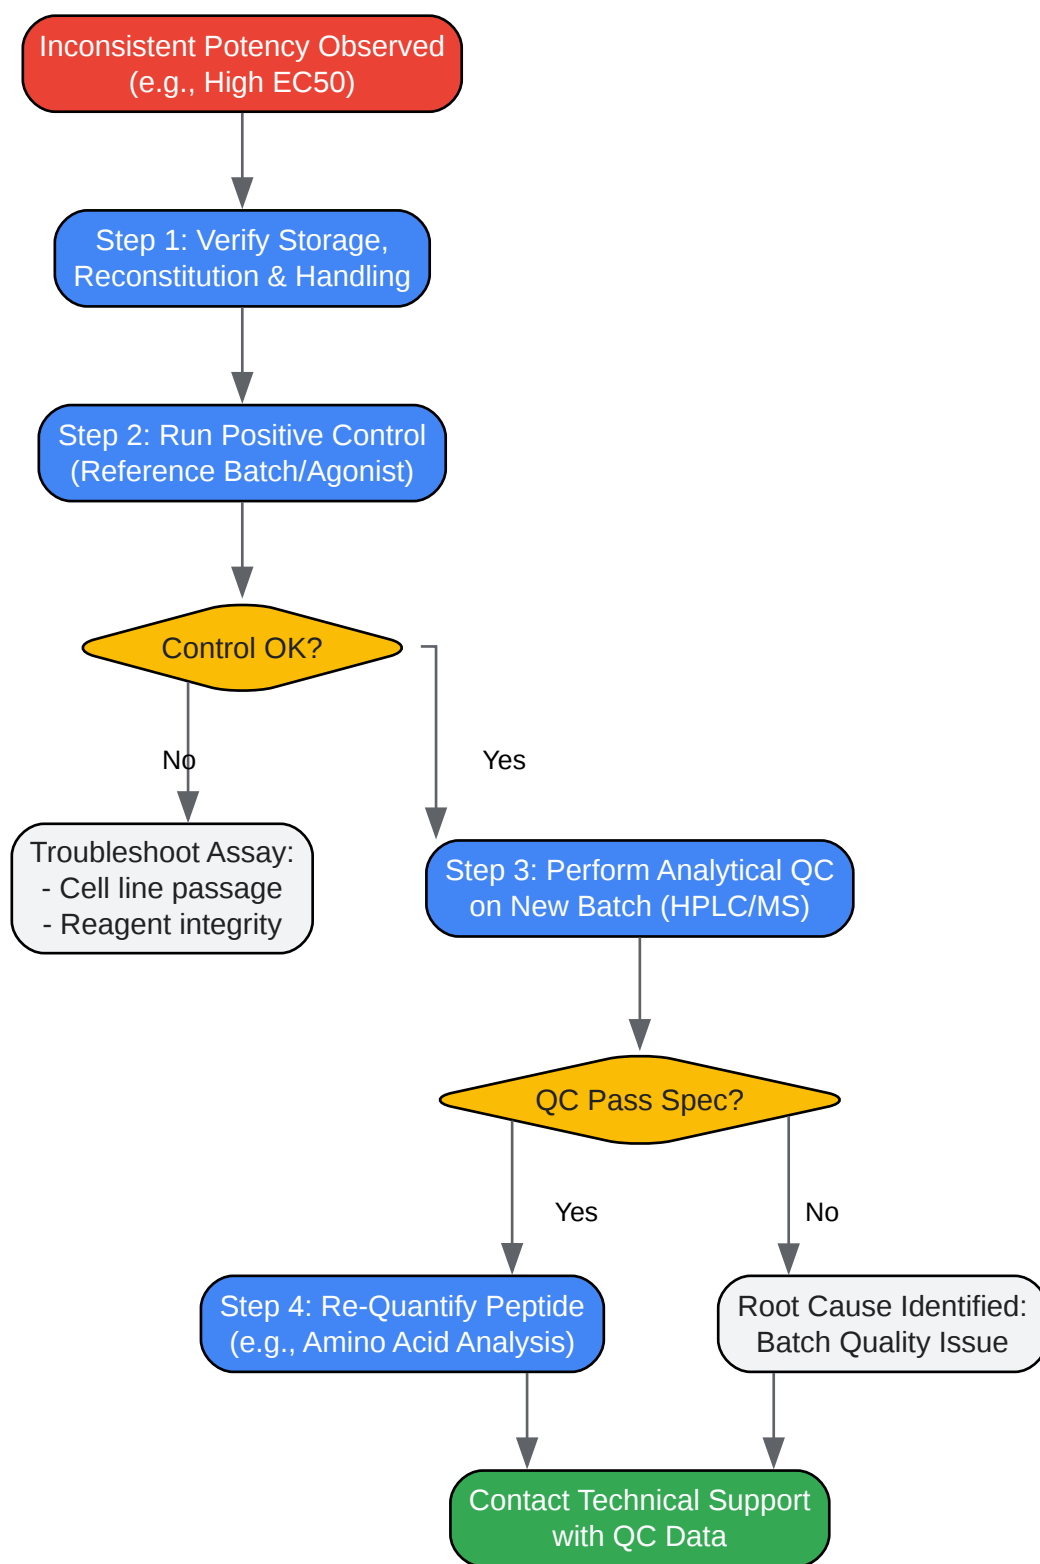 Inconsistent Potency Observed
(e.g., High EC50)
Step 1: Verify Storage,
Reconstitution & Handling
Step 2: Run Positive Control
(Reference Batch/Agonist)
Control OK?
No
Yes
Troubleshoot Assay:
- Cell line passage
- Reagent integrity
Step 3: Perform Analytical QC
on New Batch (HPLC/MS)
QC Pass Spec?
Yes
No
Step 4: Re-Quantify Peptide
(e.g., Amino Acid Analysis)
Root Cause Identified:
Batch Quality Issue
Contact Technical Support
with QC Data